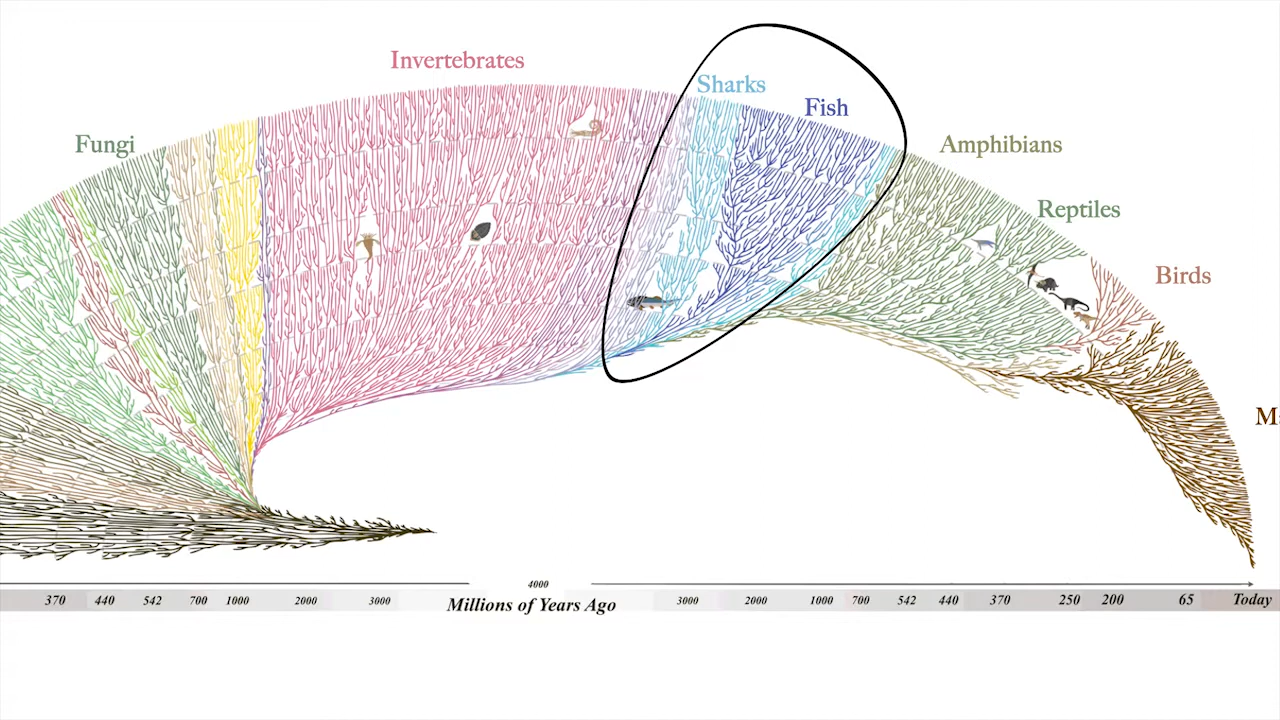 Invertebrates
Sharks
Fish
Fungi
Amphibians
Reptiles
Birds
4000
370 440 542 700 1000 2000 3000 Millions of Years Ago 3000 2000 1000 700 542 440 370 250 200 65 Today